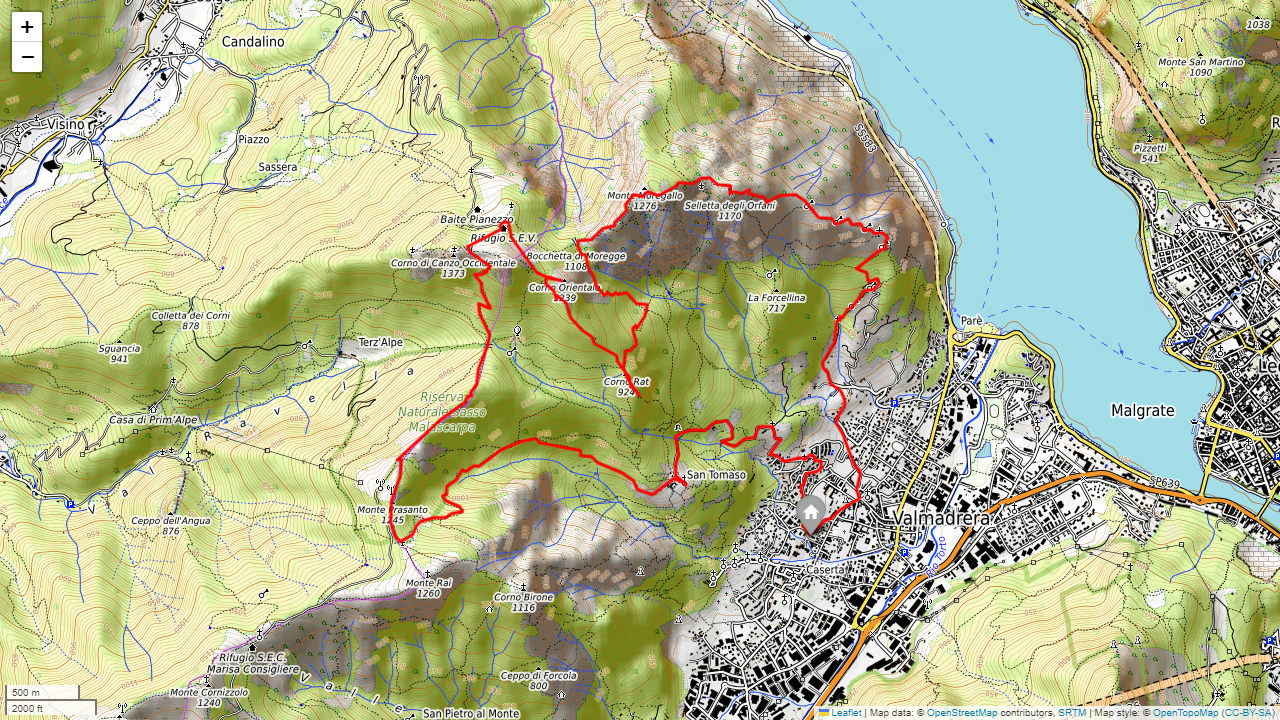 +
−
Candalino
Visino
Piazzo
Sassera
1038
Monte San Martino
1090
Pizzetti
541
SS583
1276
Selletta degli Orfani
1170
Baite Pianezzo
Rifugio S.E.V.
Corno di Canzo Occidentale
1373
Bocchetta di Moregge
1108
Corno Orientale
1239
La Forcellina
717
Colletta dei Corni
878
Sguancia
941
Terz'Alpe
Parè
Corno Rat
924
Riserva
Naturale Sasso
Malascarpa
Casa di Prim'Alpe
Ravella
Malgrate
San Tomaso
SP639
Monte Prasanto
1245
Ceppo dell'Angua
876
Valmadrera
Caserta
Monte Rai
1260
Corno Birone
1116
Rifugio S.E.C.
Marisa Consigliere
Monte Cornizzolo
1240
Valle
Ceppo di Forcola
800
San Pietro al Monte
500 m
2000 ft
Leaflet | Map data: © OpenStreetMap contributors, SRTM | Map style: © OpenTopoMap (CC-BY-SA)